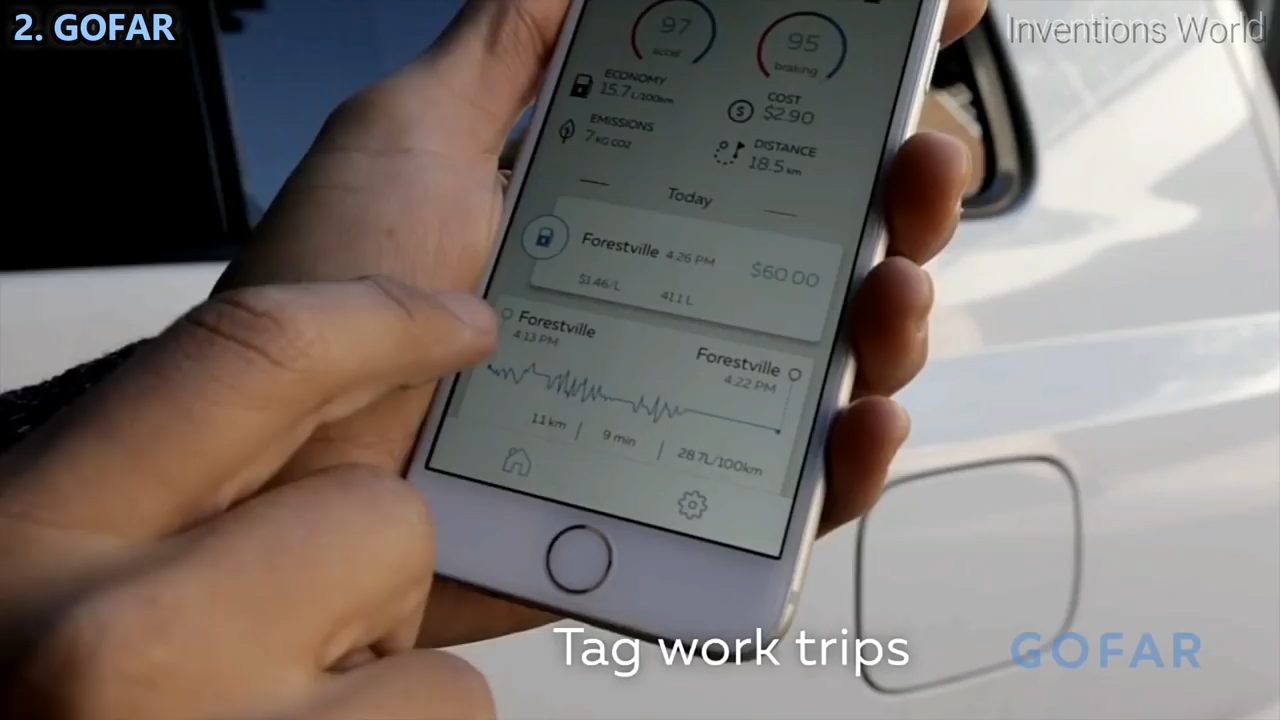 2. GOFAR
Inventions World
97
accel
95
braking
ECONOMY
15.7 L/100km
COST
$2.90
EMISSIONS
7 KG CO2
DISTANCE
18.5 km
Today
Forestville 4:26 PM
$60.00
$1.46/L
41.1 L
Forestville
4:13 PM
Forestville
4:22 PM
1.1 km | 9 min | 28.7L/100km
Tag work trips
GOFAR